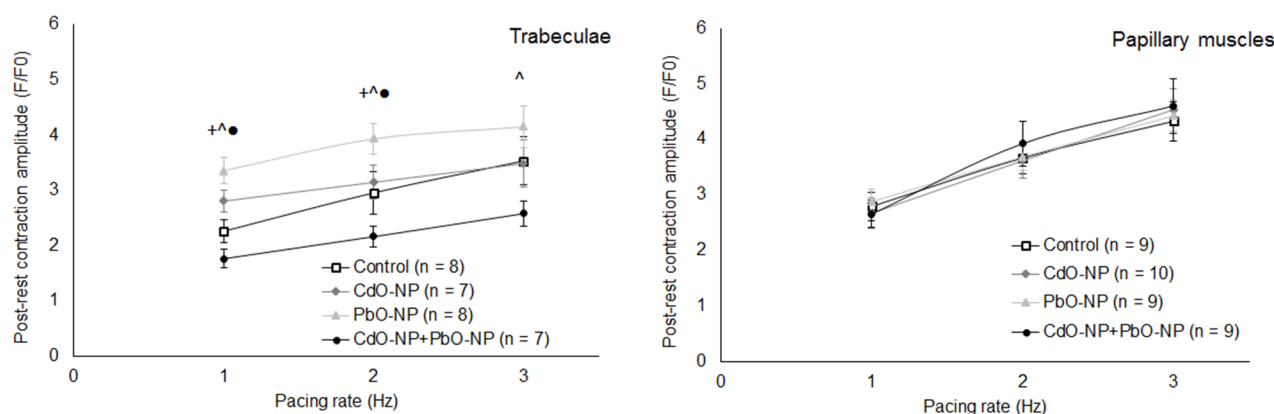 Trabeculae
Post-rest contraction amplitude (F/F0)
6
5
4
3
2
1
0
+^●
+^●
^
Control (n = 8)
CdO-NP (n = 7)
PbO-NP (n = 8)
CdO-NP+PbO-NP (n = 7)
0 1 2 3
Pacing rate (Hz)
Papillary muscles
Post-rest contraction amplitude (F/F0)
6
5
4
3
2
1
0
Control (n = 9)
CdO-NP (n = 10)
PbO-NP (n = 9)
CdO-NP+PbO-NP (n = 9)
0 1 2 3
Pacing rate (Hz)